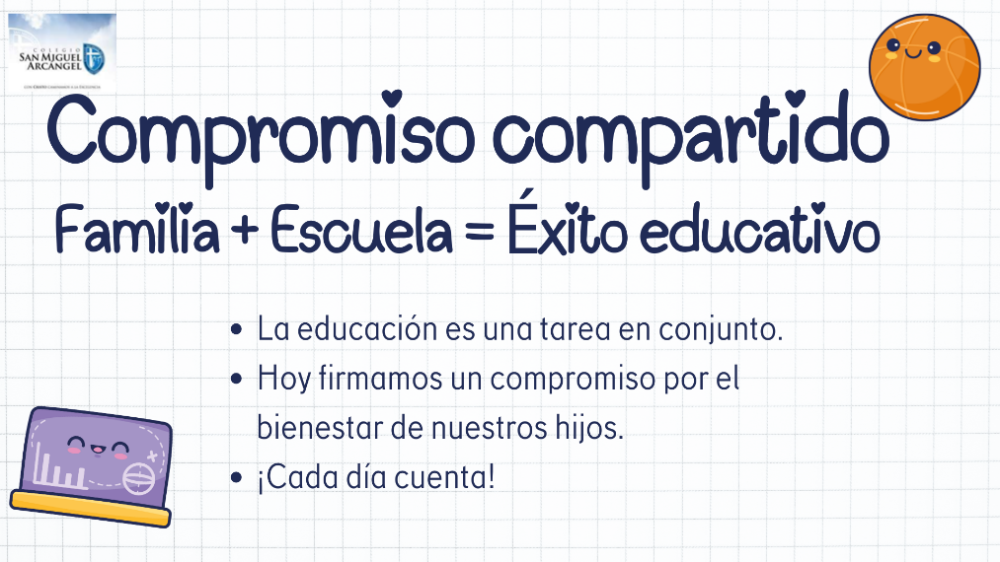 COLEGIO
SAN MIGUEL
ARCANGEL
Compromiso compartido
Familia + Escuela = Éxito educativo
• La educación es una tarea en conjunto.
• Hoy firmamos un compromiso por el
bienestar de nuestros hijos.
• ¡Cada día cuenta!